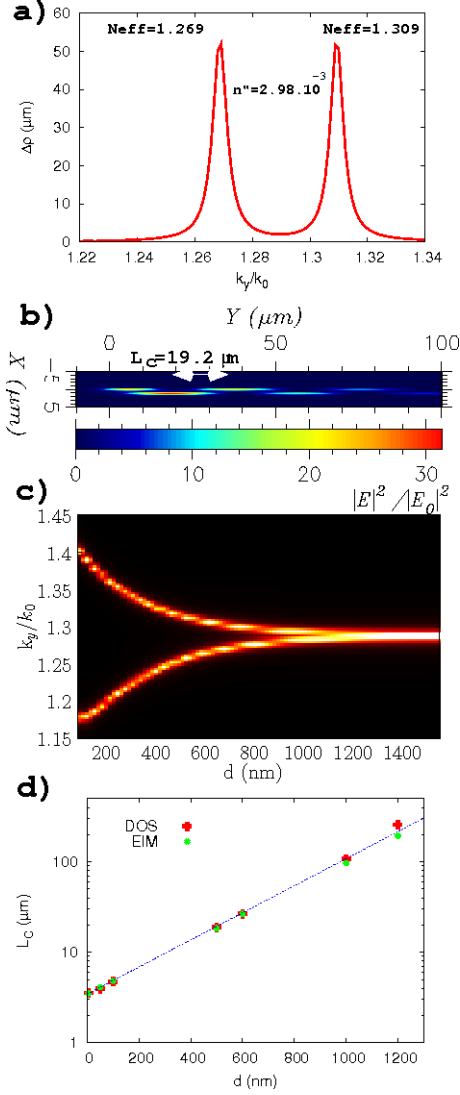 a)
Neff=1.269
Neff=1.309
n"=2.98.10⁻³
Δρ (μm)
60
50
40
30
20
10
0
1.22
1.24
1.26
1.28
1.3
1.32
1.34
k_y/k_0
b)
Y (μm)
0
50
100
L_C=19.2 μm
X (μm)
-5
5
0
10
20
30
|E|²/|E_0|²
c)
k_y/k_0
1.45
1.4
1.35
1.3
1.25
1.2
1.15
200
400
600
800
1000
1200
1400
d (nm)
d)
DOS
EIM
L_C (μm)
100
10
1
0
200
400
600
800
1000
1200
d (nm)